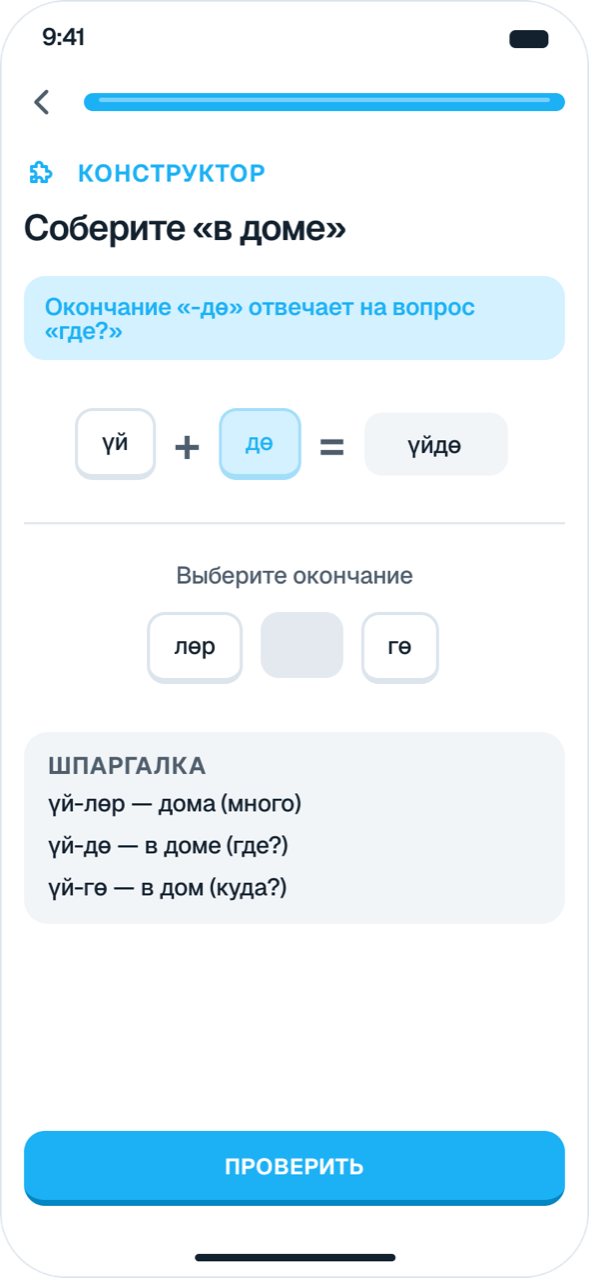 9:41
КОНСТРУКТОР
Соберите «в доме»
Окончание «-дө» отвечает на вопрос
«где?»
үй + дө = үйдө
Выберите окончание
лөр гө
ШПАРГАЛКА
үй-лөр — дома (много)
үй-дө — в доме (где?)
үй-гө — в дом (куда?)
ПРОВЕРИТЬ